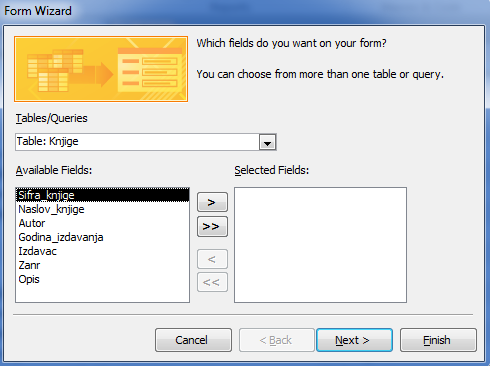 Form Wizard
Which fields do you want on your form?
You can choose from more than one table or query.
Tables/Queries
Table: Knjige
Available Fields:
Selected Fields:
Sifra_knjige
Naslov_knjige
Autor
Godina_izdavanja
Izdavac
Zanr
Opis
>
>>
<
<<
Cancel
< Back
Next >
Finish